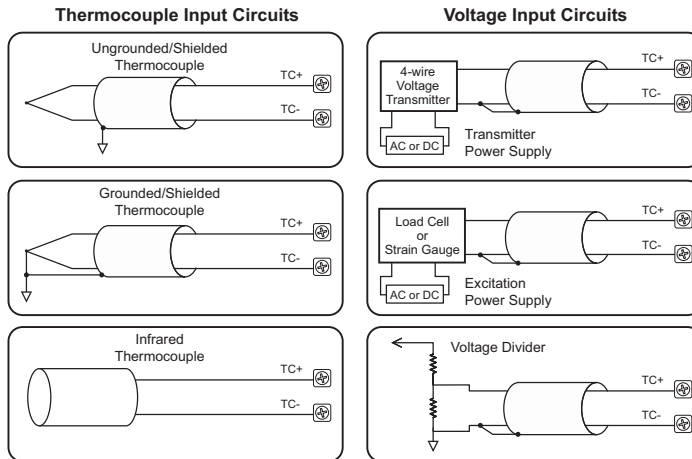 Thermocouple Input Circuits
Ungrounded/Shielded
Thermocouple
TC+
TC-
Grounded/Shielded
Thermocouple
TC+
TC-
Infrared
Thermocouple
TC+
TC-
Voltage Input Circuits
4-wire
Voltage
Transmitter
AC or DC
Transmitter
Power Supply
TC+
TC-
Load Cell
or
Strain Gauge
AC or DC
Excitation
Power Supply
TC+
TC-
Voltage Divider
TC+
TC-